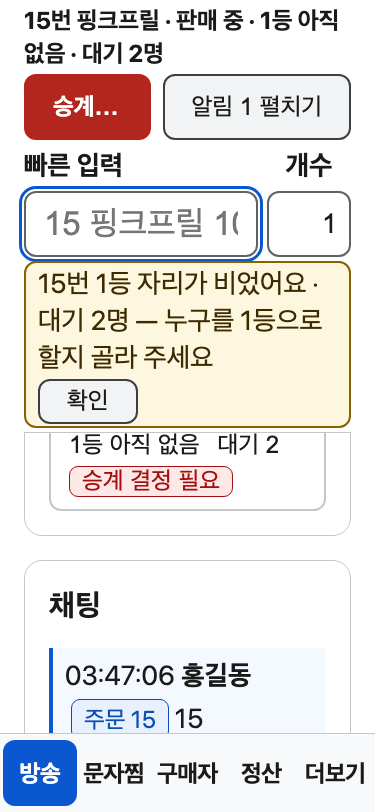 15번 핑크프릴 · 판매 중 · 1등 아직
없음 · 대기 2명
승계... 알림 1 펼치기
빠른 입력 개수
15 핑크프릴 1 1
15번 1등 자리가 비었어요 ·
대기 2명 — 누구를 1등으로
할지 골라 주세요
확인
1등 아직 없음 대기 2
승계 결정 필요
채팅
03:47:06 홍길동
주문 15 15
방송 문자찜 구매자 정산 더보기